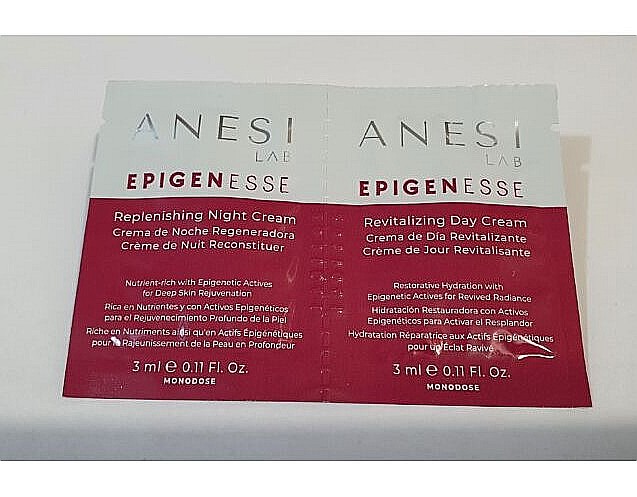 ANESI
LAB
EPIGENESSE
Replenishing Night Cream
Crema de Noche Regeneradora
Crème de Nuit Reconstituer
Nutrient-rich with Epigenetic Actives
for Deep Skin Rejuvenation
Rica en Nutrientes y con Activos Epigenéticos
para el Rejuvenecimiento Profundo de la Piel
Riche en Nutriments ainsi qu'en Actifs Épigénétiques
pour le Rajeunissement de la Peau en Profondeur
3 ml ℮ 0.11 Fl. Oz.
MONODOSE
ANESI
LAB
EPIGENESSE
Revitalizing Day Cream
Crema de Día Revitalizante
Crème de Jour Revitalisante
Restorative Hydration with
Epigenetic Actives for Revived Radiance
Hidratación Restauradora con Activos
Epigenéticos para Activar el Resplandor
Hydratation Réparatrice aux Actifs Épigénétiques
pour un Éclat Ravivé
3 ml ℮ 0.11 Fl. Oz.
MONODOSE